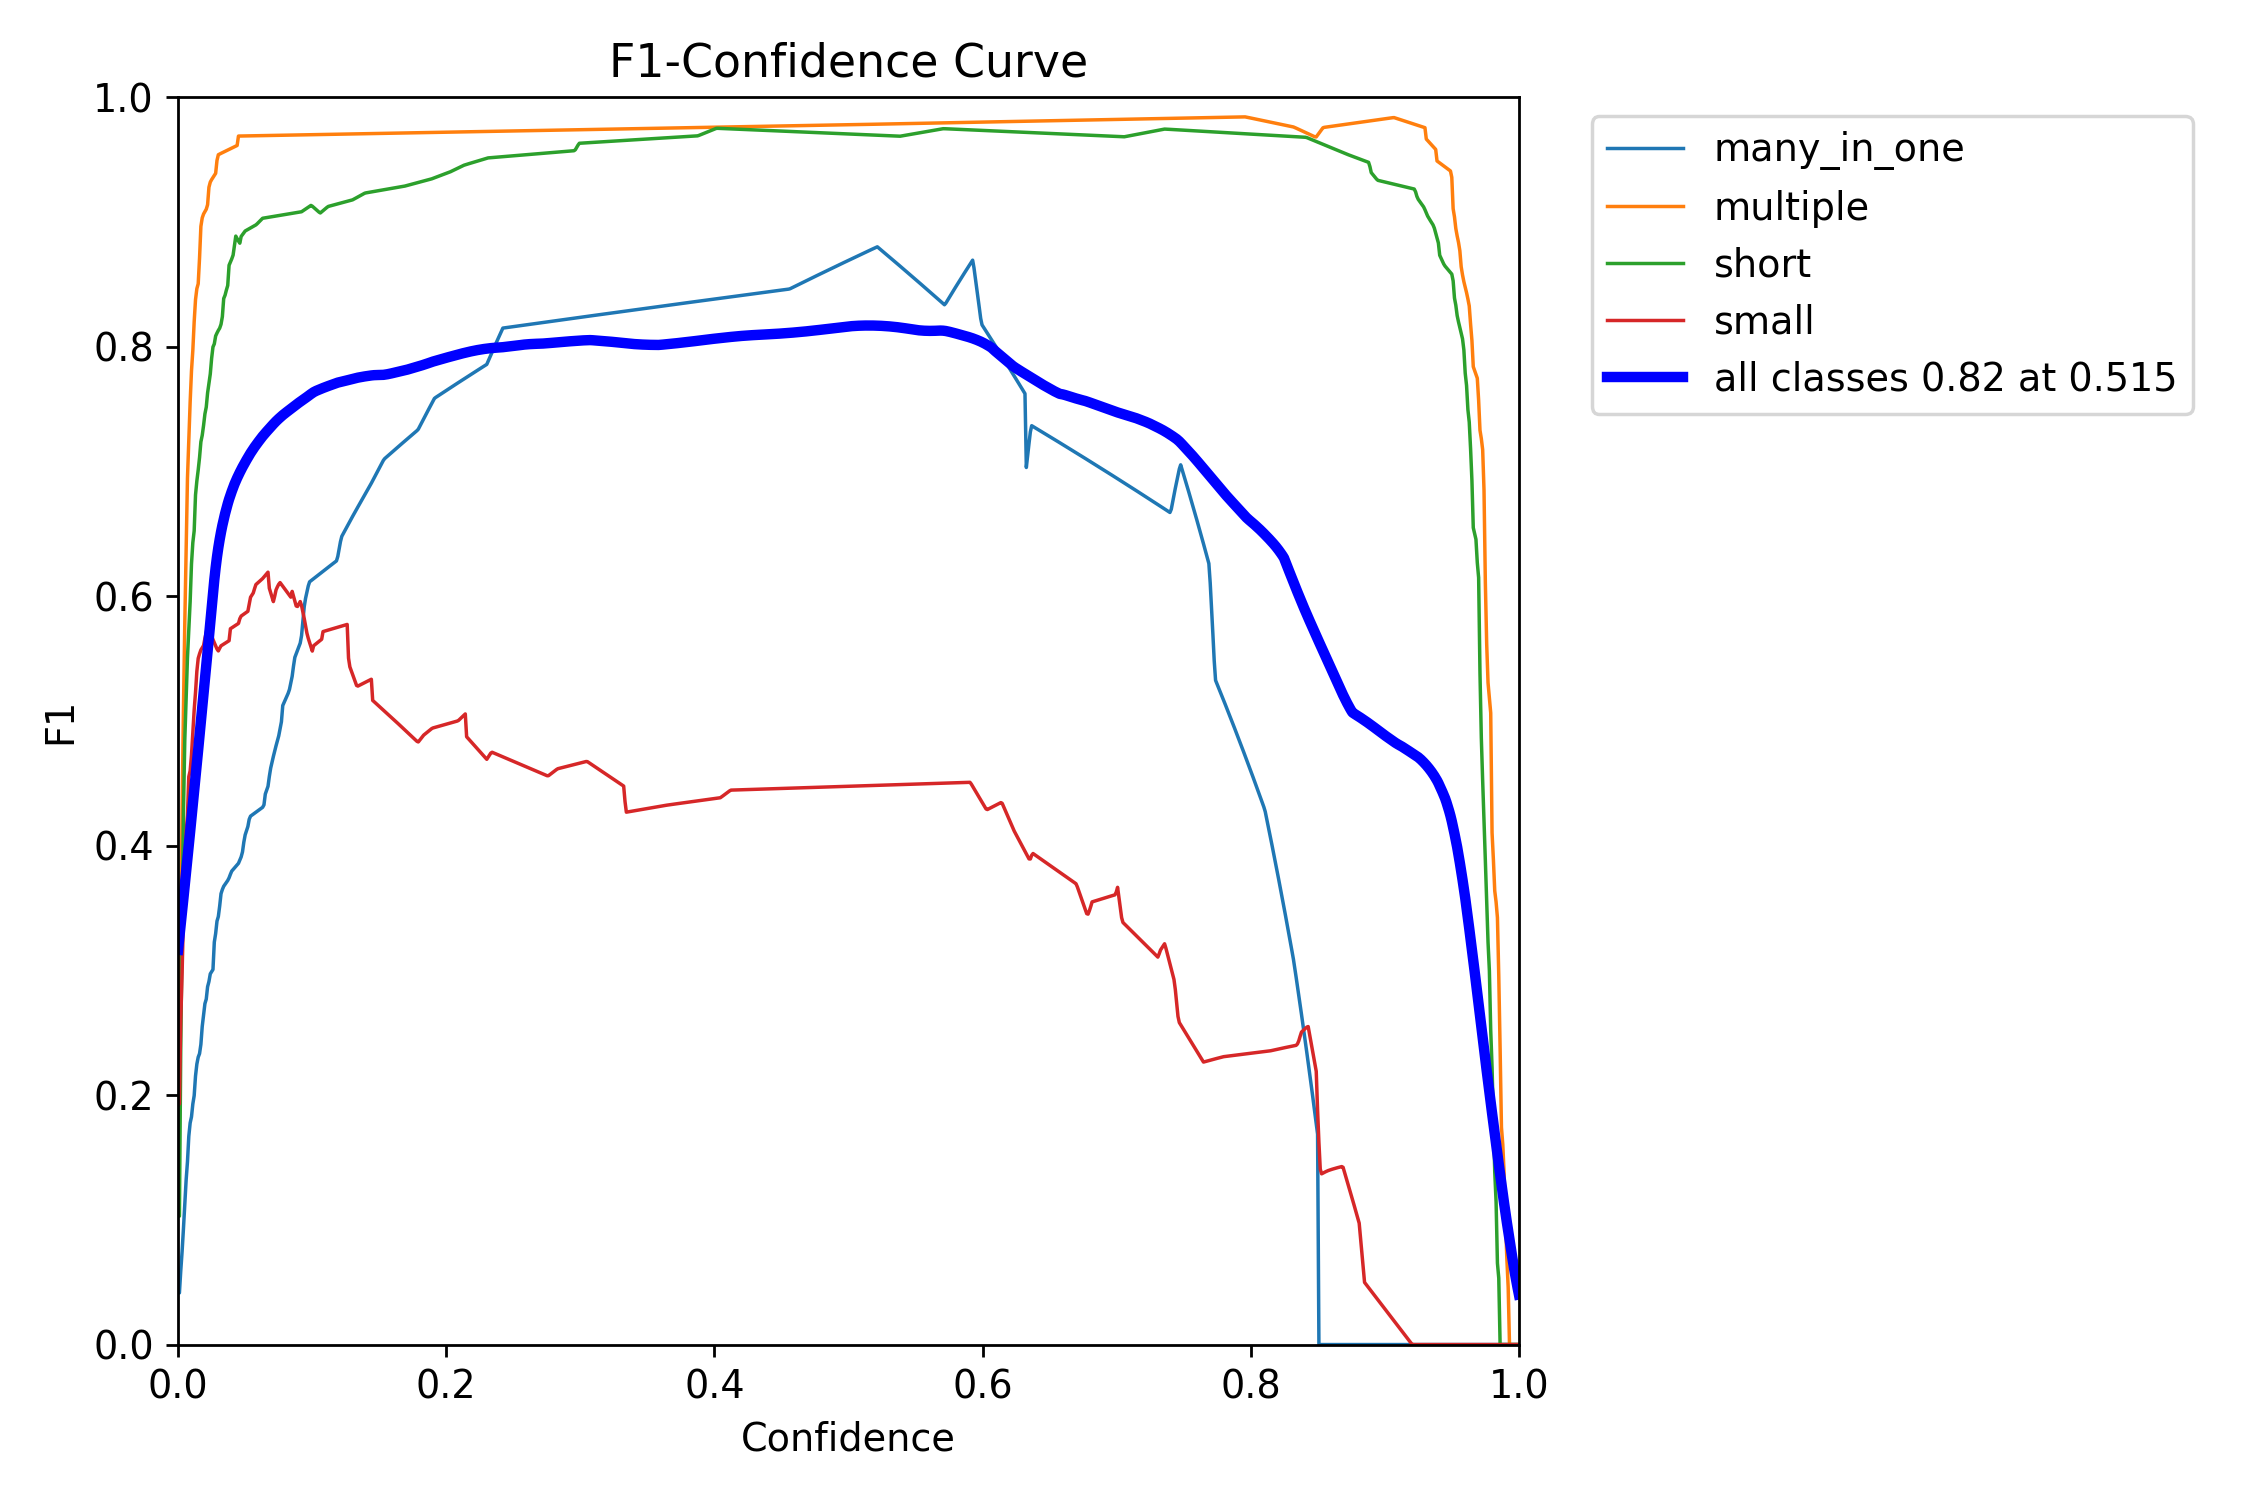 F1-Confidence Curve
1.0
0.8
0.6
0.4
0.2
0.0
F1
0.0 0.2 0.4 0.6 0.8 1.0
Confidence
many_in_one
multiple
short
small
all classes 0.82 at 0.515